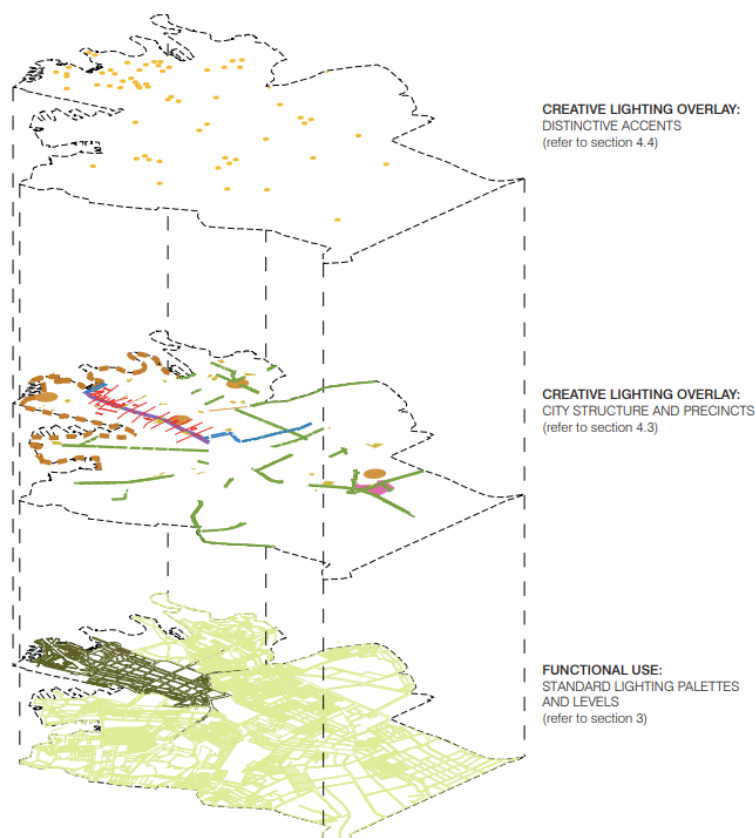 CREATIVE LIGHTING OVERLAY:
DISTINCTIVE ACCENTS
(refer to section 4.4)
CREATIVE LIGHTING OVERLAY:
CITY STRUCTURE AND PRECINCTS
(refer to section 4.3)
FUNCTIONAL USE:
STANDARD LIGHTING PALETTES
AND LEVELS
(refer to section 3)